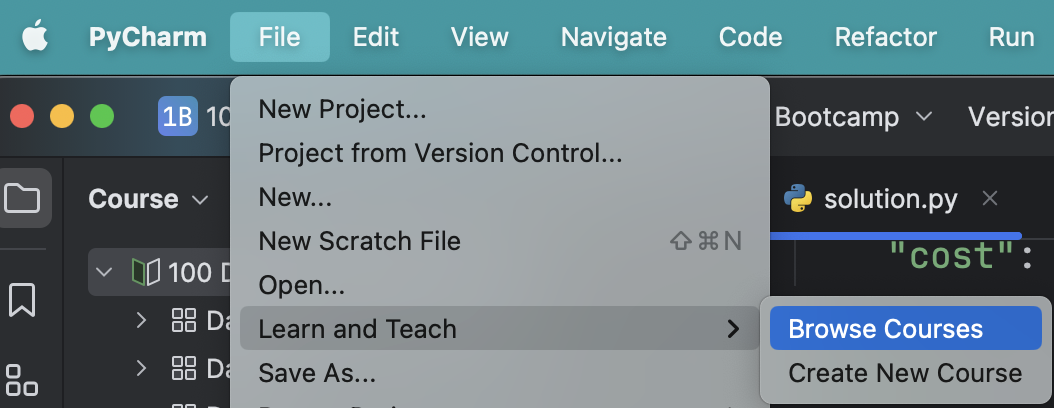 PyCharm File Edit View Navigate Code Refactor Run
1B 10 Bootcamp Version
New Project...
Project from Version Control...
New...
New Scratch File ⇧⌘N
Open...
Learn and Teach
Save As...
Browse Courses
Create New Course
Course
100 D
Da
Da
solution.py
"cost":